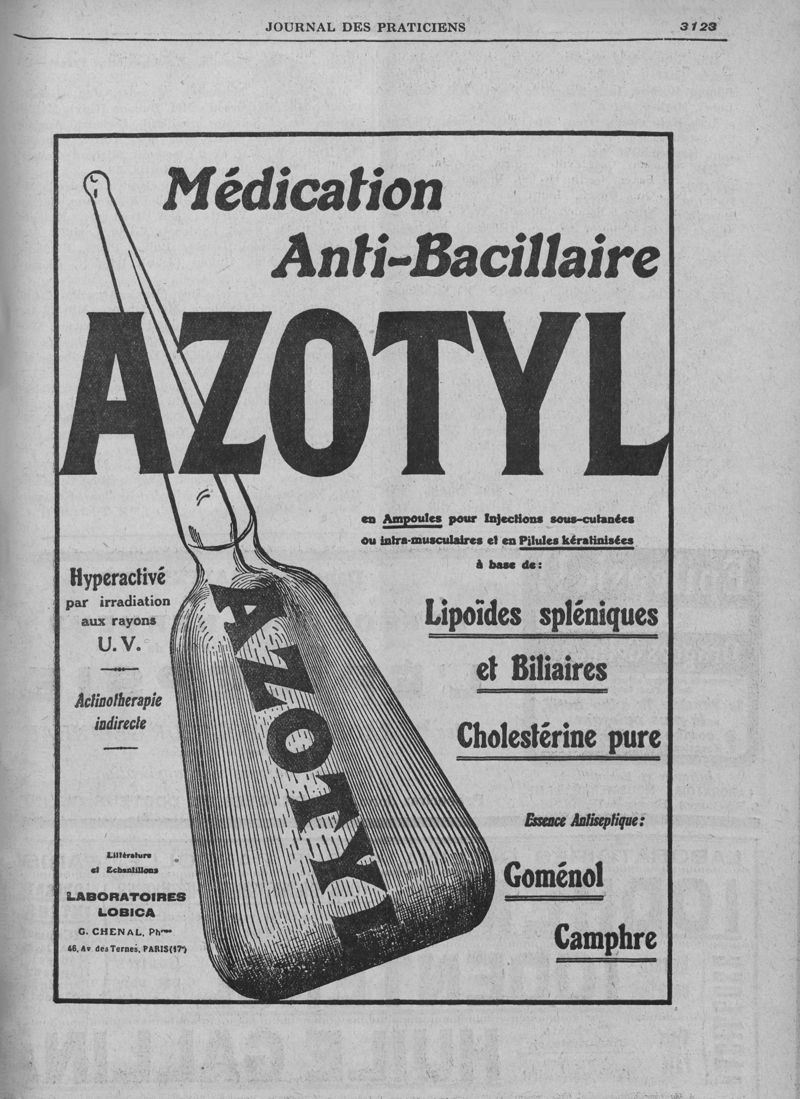 JOURNAL DES PRATICIENS
3123
Médication
Anti-Bacillaire
AZOTYL
en Ampoules pour Injections sous-cutanées
ou intra-musculaires et en Pilules kératinisées
à base de:
Hyperactivé
par irradiation
aux rayons
U.V.
Actinotherapie
indirecte
AZOTYL
Lipoïdes spléniques
et Biliaires
Cholestérine pure
Essence Antiseptique:
Goménol
Camphre
Littérature
et Echantillons
LABORATOIRES
LOBICA
G. CHENAL, Phcien
46, Av des Ternes, PARIS (17e)